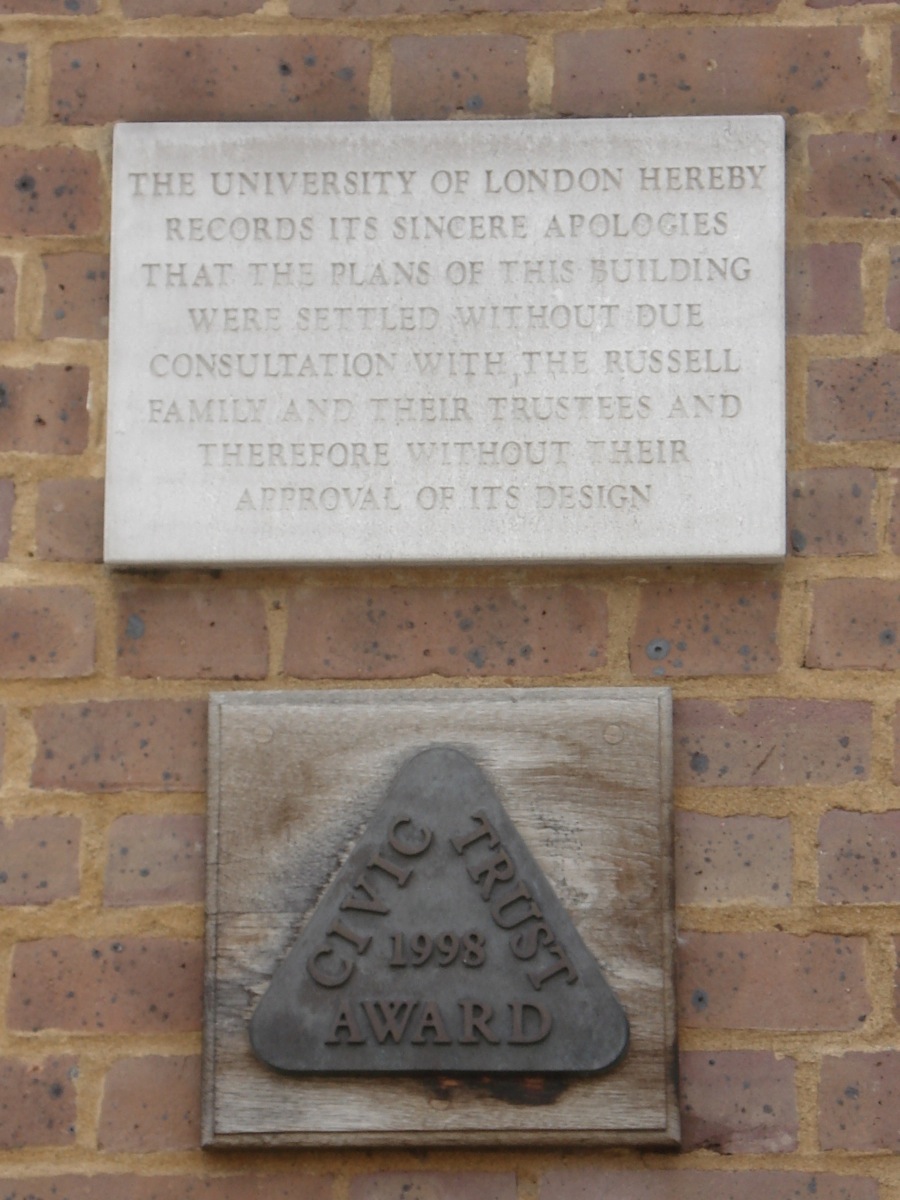 THE UNIVERSITY OF LONDON HEREBY
RECORDS ITS SINCERE APOLOGIES
THAT THE PLANS OF THIS BUILDING
WERE SETTLED WITHOUT DUE
CONSULTATION WITH THE RUSSELL
FAMILY AND THEIR TRUSTEES AND
THEREFORE WITHOUT THEIR
APPROVAL OF ITS DESIGN
CIVIC TRUST
1998
AWARD